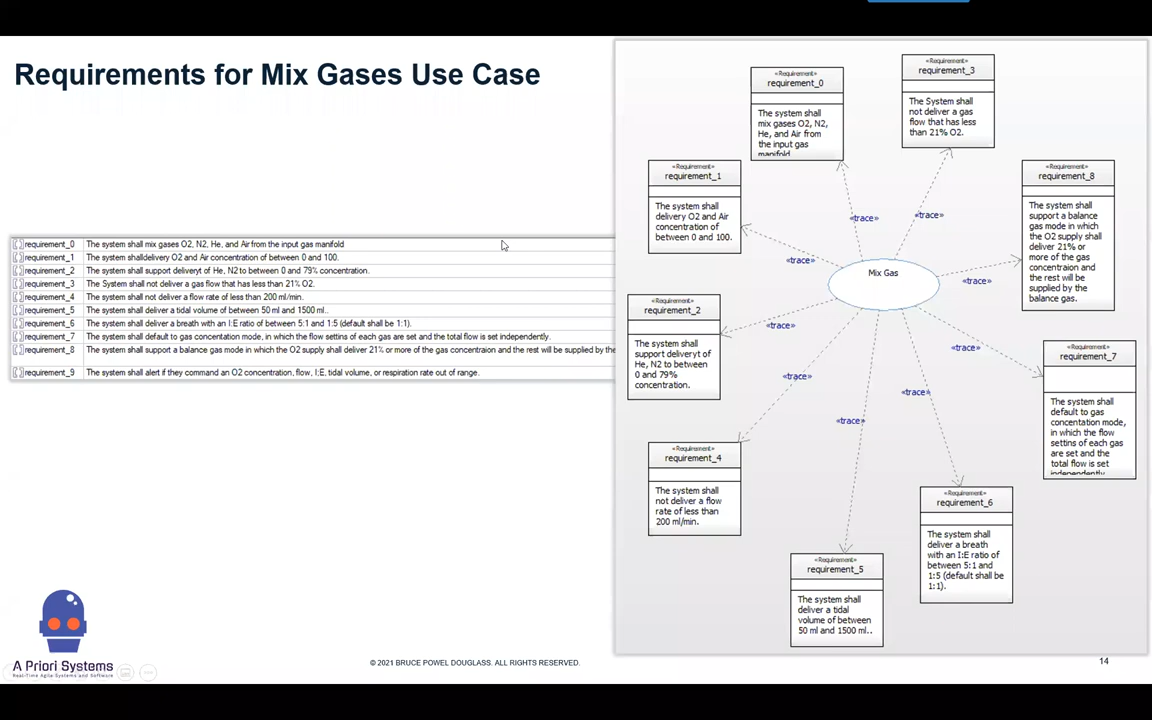 Requirements for Mix Gases Use Case
requirement_0 The system shall mix gases O2, N2, He, and Air from the input gas manifold
requirement_1 The system shalldelivery O2 and Air concentration of between 0 and 100.
requirement_2 The system shall support deliveryt of He, N2 to between 0 and 79% concentration.
requirement_3 The System shall not deliver a gas flow that has less than 21% O2.
requirement_4 The system shall not deliver a flow rate of less than 200 ml/min.
requirement_5 The system shall deliver a tidal volume of between 50 ml and 1500 ml..
requirement_6 The system shall deliver a breath with an I:E ratio of between 5:1 and 1:5 (default shall be 1:1).
requirement_7 The system shall default to gas concentation mode, in which the flow settins of each gas are set and the total flow is set independently.
requirement_8 The system shall support a balance gas mode in which the O2 supply shall deliver 21% or more of the gas concentraion and the rest will be supplied by the
requirement_9 The system shall alert if they command an O2 concentration, flow, I:E, tidal volume, or respiration rate out of range.
«Requirement»
requirement_0
The system shall
mix gases O2, N2,
He, and Air from
the input gas
manifold
«Requirement»
requirement_3
The System shall
not deliver a gas
flow that has less
than 21% O2.
«Requirement»
requirement_1
The system shall
delivery O2 and Air
concentration of
between 0 and 100.
«Requirement»
requirement_8
The system shall
support a balance
gas mode in which
the O2 supply shall
deliver 21% or
more of the gas
concentraion and
the rest will be
supplied by the
balance gas.
«trace»
«trace»
«trace»
Mix Gas
«trace»
«Requirement»
requirement_2
The system shall
support deliveryt of
He, N2 to between
0 and 79%
concentration.
«trace»
«trace»
«Requirement»
requirement_7
The system shall
default to gas
concentation mode,
in which the flow
settins of each gas
are set and the
total flow is set
independently.
«trace»
«trace»
«trace»
«Requirement»
requirement_4
The system shall
not deliver a flow
rate of less than
200 ml/min.
«Requirement»
requirement_6
The system shall
deliver a breath
with an I:E ratio of
between 5:1 and
1:5 (default shall be
1:1).
«Requirement»
requirement_5
The system shall
deliver a tidal
volume of between
50 ml and 1500 ml..
A Priori Systems
Real-Time Agile Systems and Software
© 2021 BRUCE POWEL DOUGLASS. ALL RIGHTS RESERVED.
14